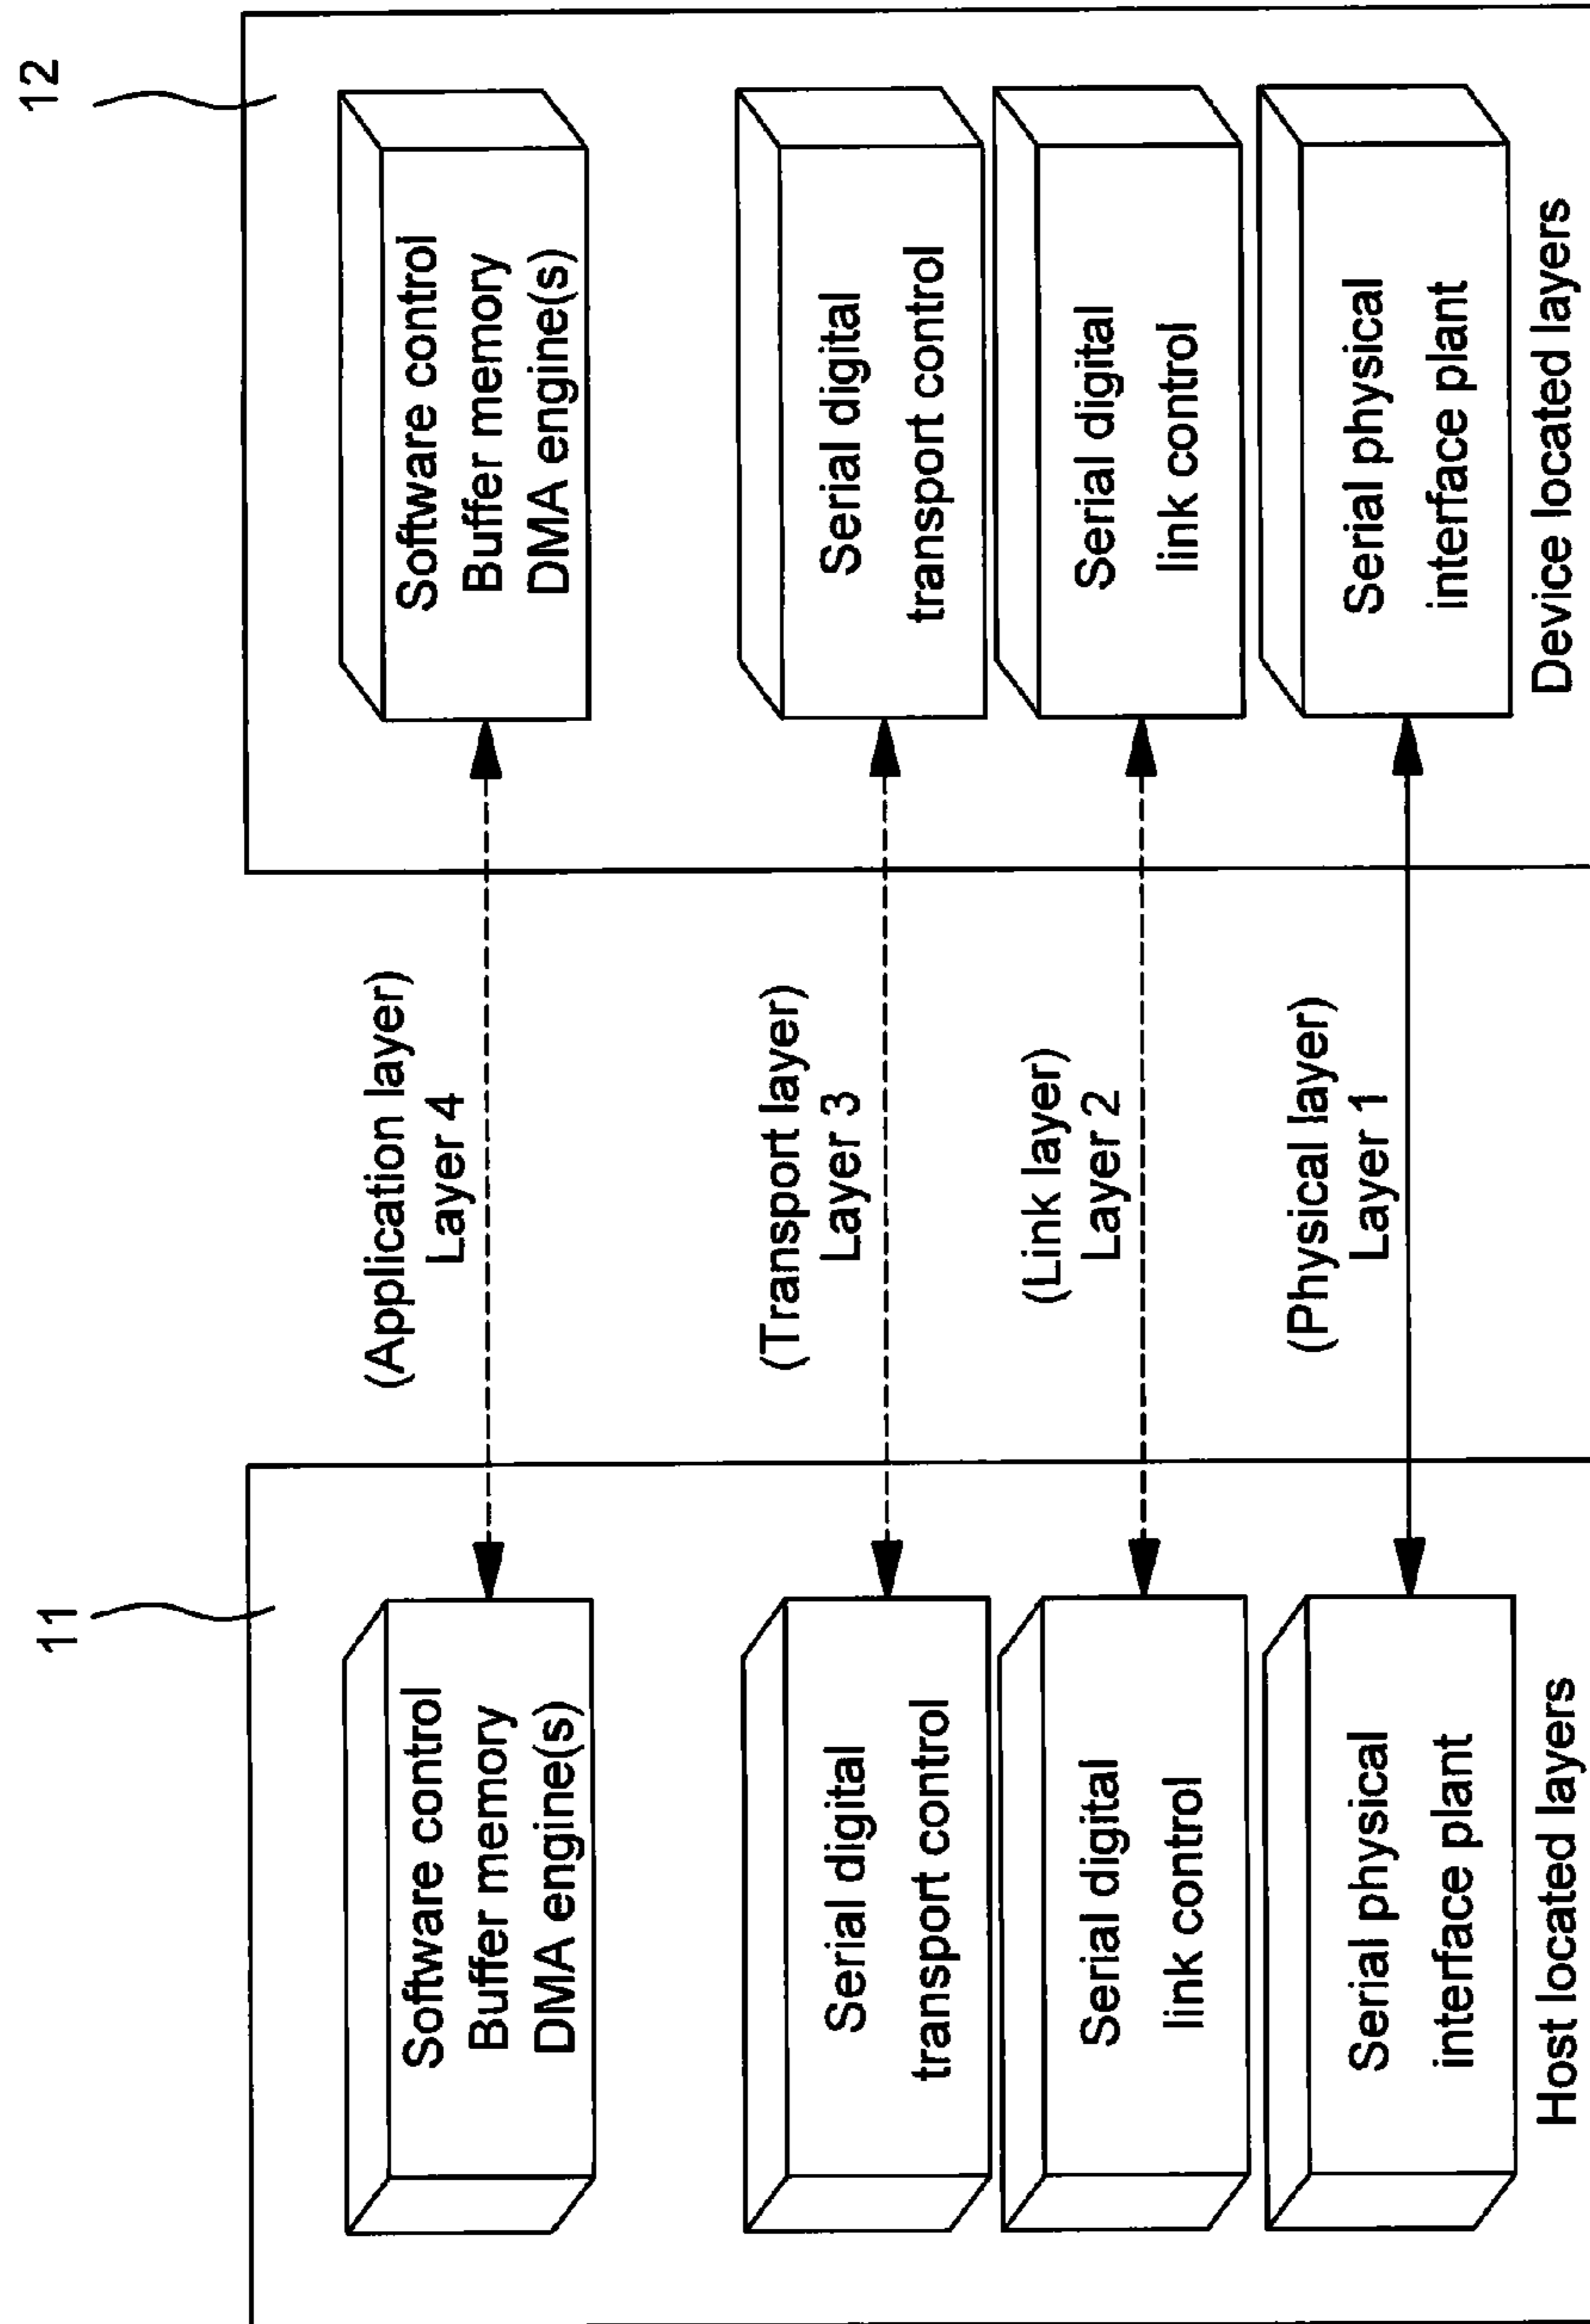 11
12
Software control
Buffer memory
DMA engine(s)
(Application layer)
Layer 4
Software control
Buffer memory
DMA engine(s)
Serial digital
transport control
(Transport layer)
Layer 3
Serial digital
transport control
Serial digital
link control
(Link layer)
Layer 2
Serial digital
link control
Serial physical
interface plant
(Physical layer)
Layer 1
Serial physical
interface plant
Host located layers
Device located layers